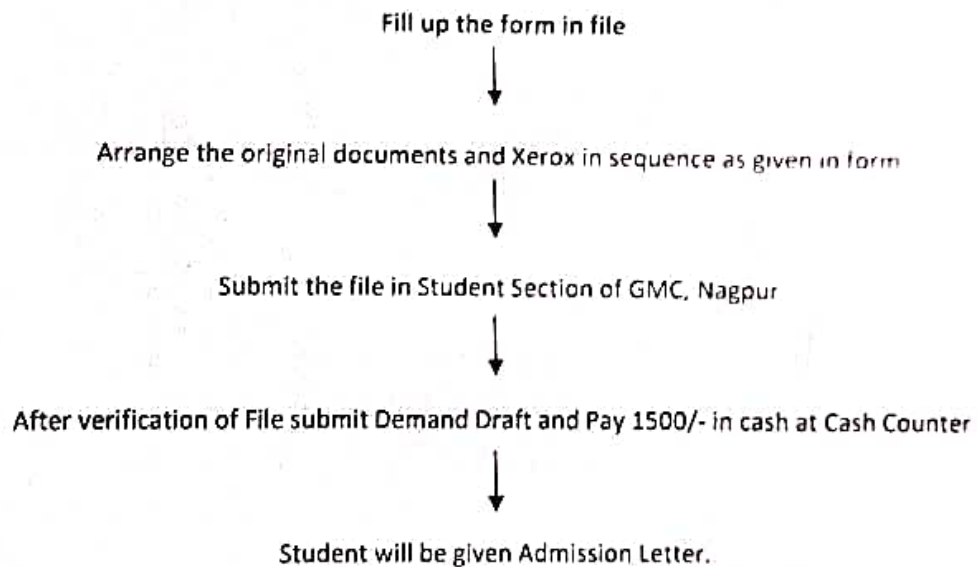 Fill up the form in file
Arrange the original documents and Xerox in sequence as given in form
Submit the file in Student Section of GMC, Nagpur
After verification of File submit Demand Draft and Pay 1500/- in cash at Cash Counter
Student will be given Admission Letter.